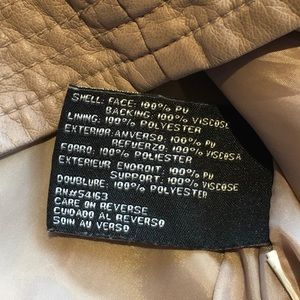 SHELL: FACE: 100% PU
BACKING: 100% VISCOSE
LINING: 100% POLYESTER
EXTERIOR: ANVERSO: 100% PU
REFUERZO: 100% VISCOSA
FORRO: 100% POLIESTER
EXTERIEUR ENDROIT: 100% PU
SUPPORT: 100% VISCOSE
DOUBLURE: 100% POLYESTER
RN#54163
CARE ON REVERSE
CUIDADO AL REVERSO
SOIN AU VERSO